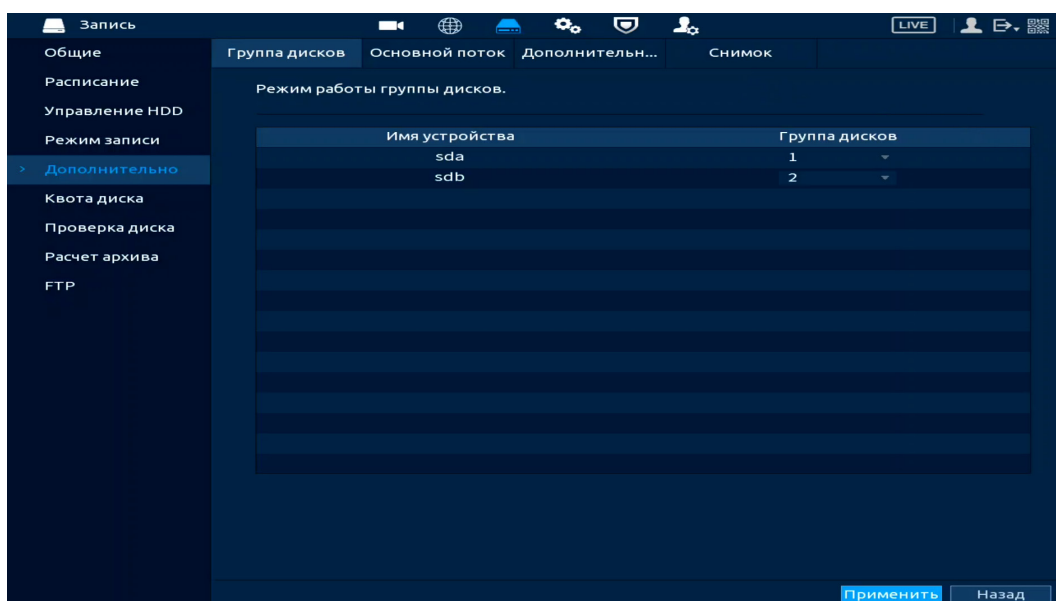 Запись
LIVE
Общие
Расписание
Управление HDD
Режим записи
> Дополнительно
Квота диска
Проверка диска
Расчет архива
FTP
Группа дисков Основной поток Дополнительн... Снимок
Режим работы группы дисков.
Имя устройства Группа дисков
sda 1
sdb 2
Применить Назад